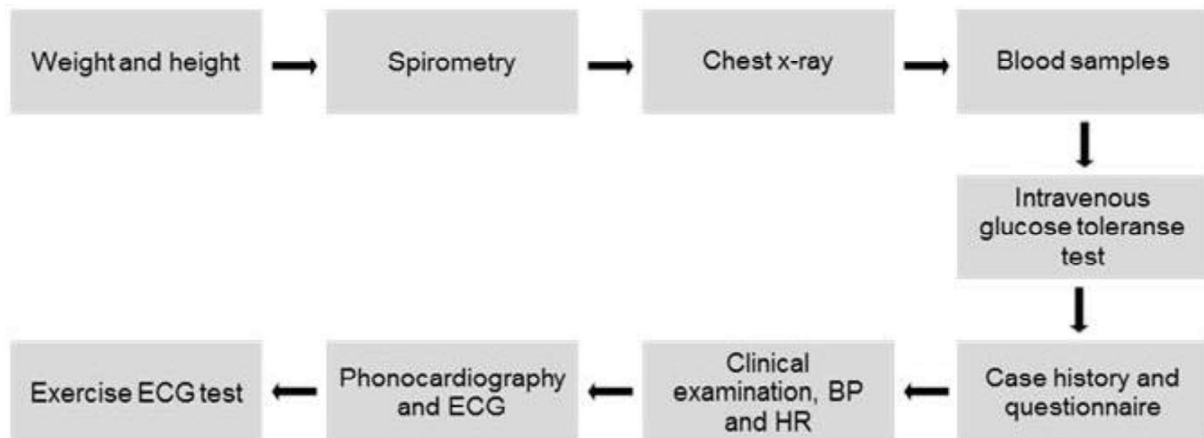 Weight and height
Spirometry
Chest x-ray
Blood samples
Intravenous
glucose toleranse
test
Case history and
questionnaire
Clinical
examination, BP
and HR
Phonocardiography
and ECG
Exercise ECG test